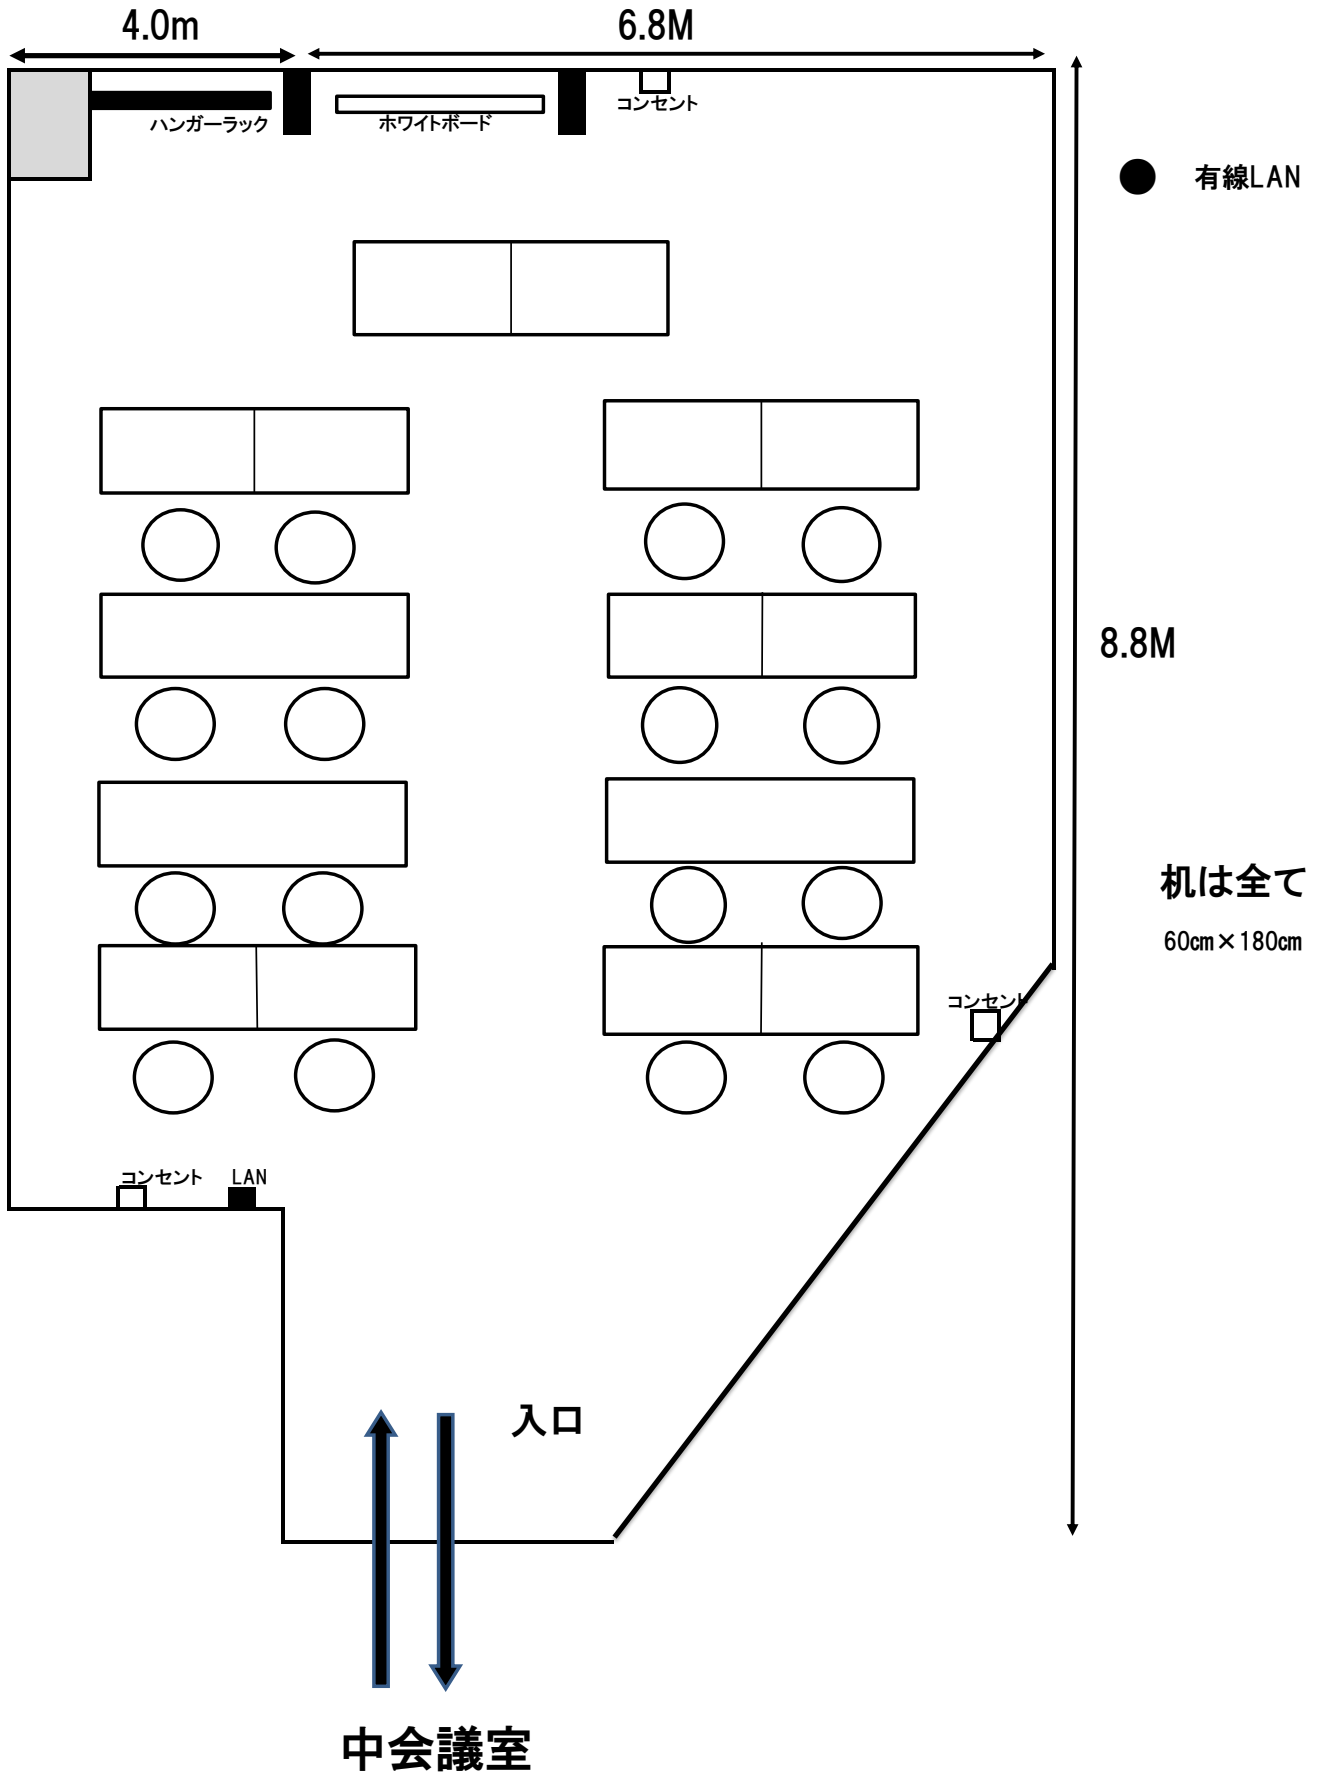 4.0m
6.8M
ハンガーラック
ホワイトボード
コンセント
有線LAN
8.8M
机は全て
60cm×180cm
コンセント
コンセント
LAN
入口
中会議室